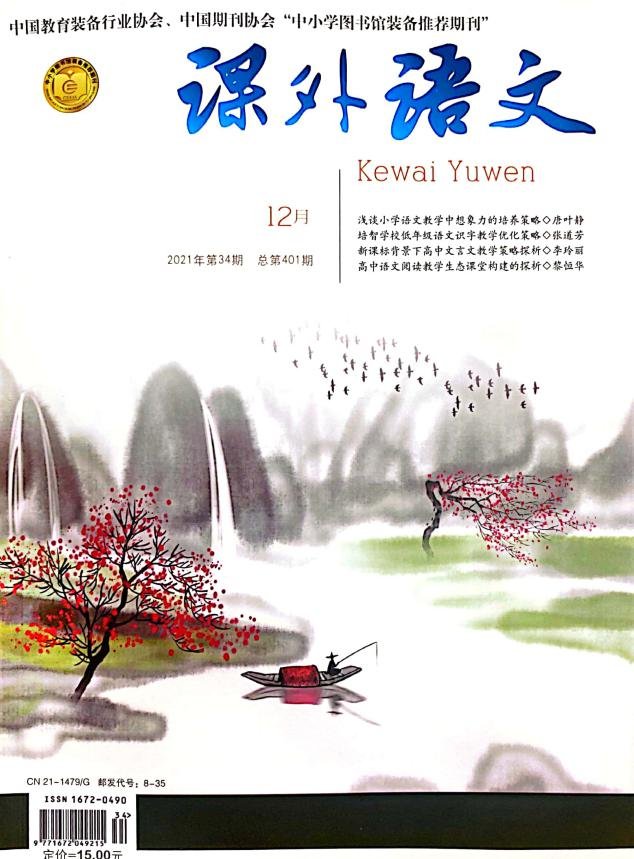 中国教育装备行业协会、中国期刊协会“中小学图书馆装备推荐期刊”
课外语文
Kewai Yuwen
12月
2021年第34期 总第401期
浅谈小学语文教学中想象力的培养策略◇唐叶静
培智学校低年级语文识字教学优化策略◇张道芳
新课标背景下高中文言文教学策略探析◇李玲丽
高中语文阅读教学生态课堂构建的探析◇黎恒华
CN 21-1479/G 邮发代号：8-35
ISSN 1672-0490
34>
9 771672 049215
定价=15.00元